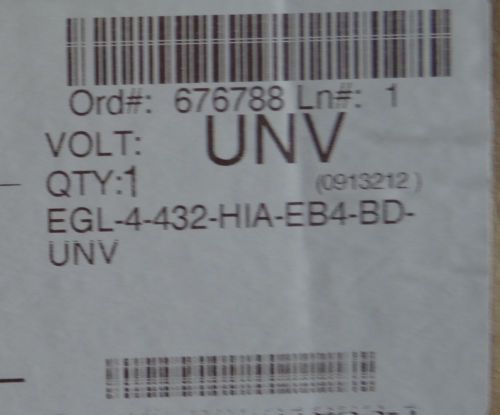 Ord#: 676788 Ln#: 1
VOLT: UNV
QTY:1 (0913212)
EGL-4-432-HIA-EB4-BD-
UNV